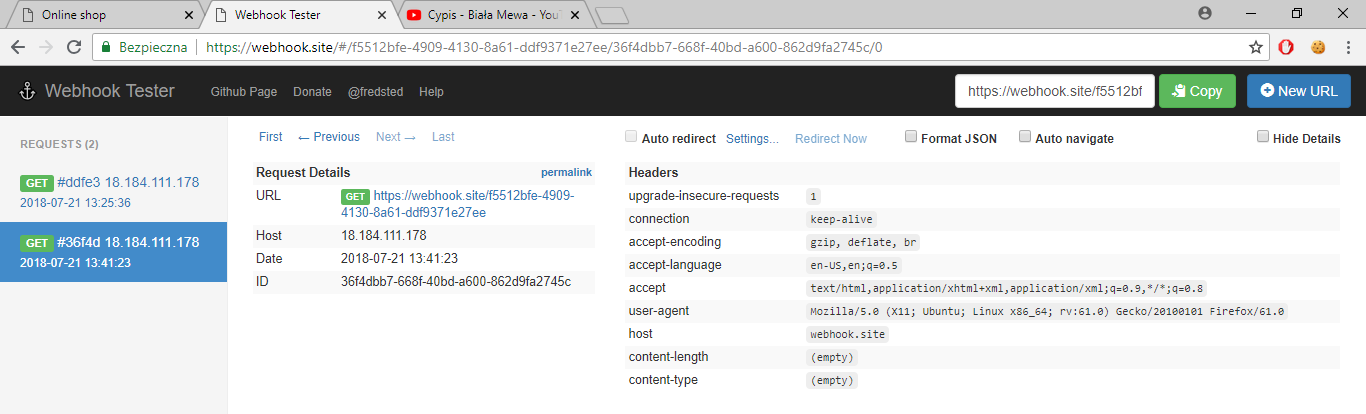 Online shop
Webhook Tester
Cypis - Biała Mewa - You
Bezpieczna https://webhook.site/#/f5512bfe-4909-4130-8a61-ddf9371e27ee/36f4dbb7-668f-40bd-a600-862d9fa2745c/0
Webhook Tester Github Page Donate @fredsted Help https://webhook.site/f5512bf Copy New URL
REQUESTS (2)
GET #ddfe3 18.184.111.178
2018-07-21 13:25:36
GET #36f4d 18.184.111.178
2018-07-21 13:41:23
First ← Previous Next → Last
Auto redirect Settings... Redirect Now Format JSON Auto navigate Hide Details
Request Details permalink
URL GET https://webhook.site/f5512bfe-4909-
4130-8a61-ddf9371e27ee
Host 18.184.111.178
Date 2018-07-21 13:41:23
ID 36f4dbb7-668f-40bd-a600-862d9fa2745c
Headers
upgrade-insecure-requests 1
connection keep-alive
accept-encoding gzip, deflate, br
accept-language en-US,en;q=0.5
accept text/html,application/xhtml+xml,application/xml;q=0.9,*/*;q=0.8
user-agent Mozilla/5.0 (X11; Ubuntu; Linux x86_64; rv:61.0) Gecko/20100101 Firefox/61.0
host webhook.site
content-length (empty)
content-type (empty)